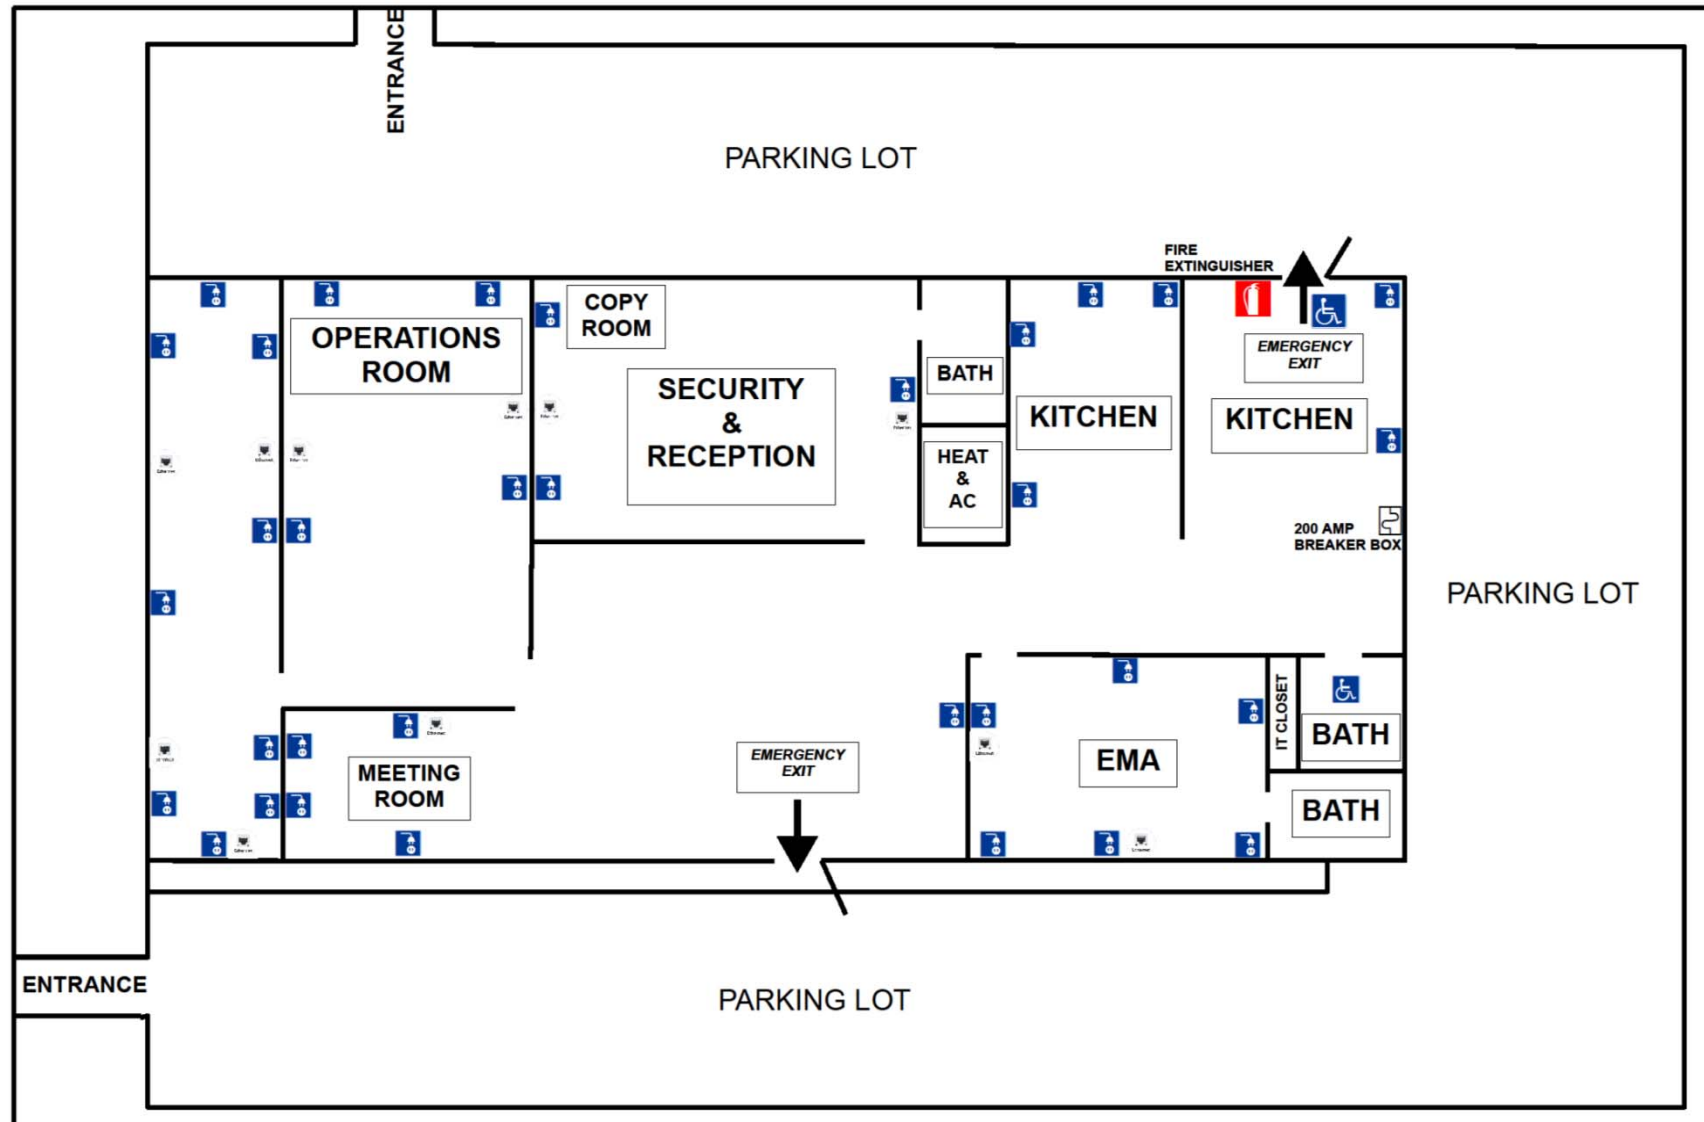 ENTRANCE
PARKING LOT
FIRE
EXTINGUISHER
COPY
ROOM
OPERATIONS
ROOM
EMERGENCY
EXIT
BATH
SECURITY
&
RECEPTION
KITCHEN
KITCHEN
HEAT
&
AC
200 AMP
BREAKER BOX
PARKING LOT
IT CLOSET
BATH
EMERGENCY
EXIT
EMA
MEETING
ROOM
BATH
ENTRANCE
PARKING LOT